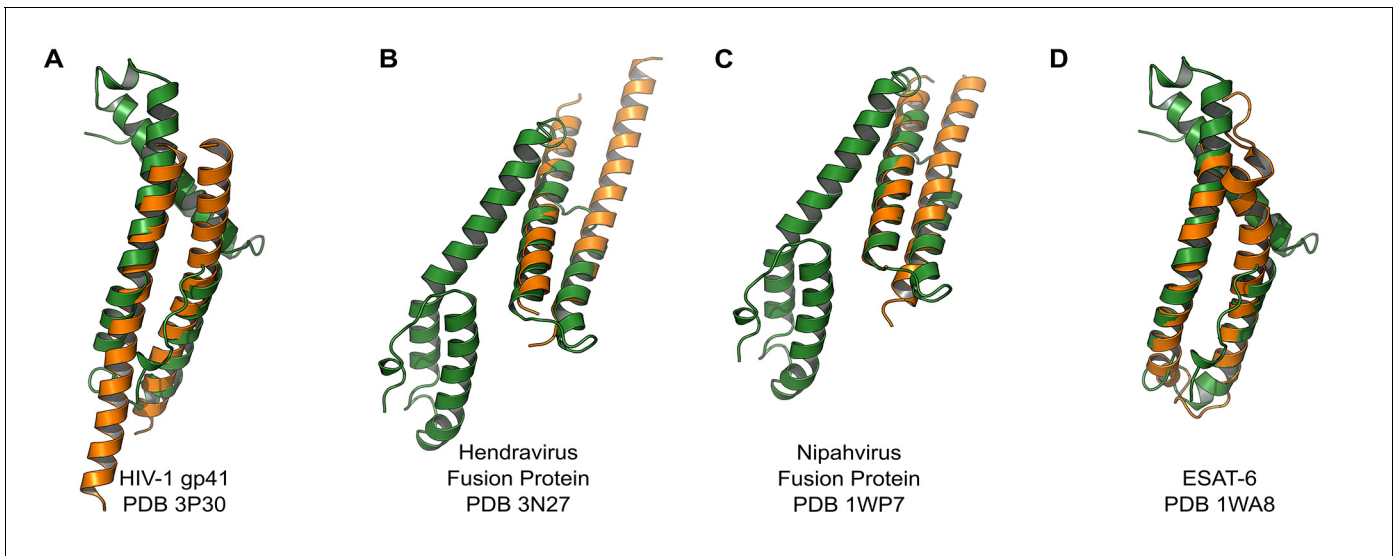 A
B
C
D
HIV-1 gp41
PDB 3P30
Hendravirus
Fusion Protein
PDB 3N27
Nipahvirus
Fusion Protein
PDB 1WP7
ESAT-6
PDB 1WA8